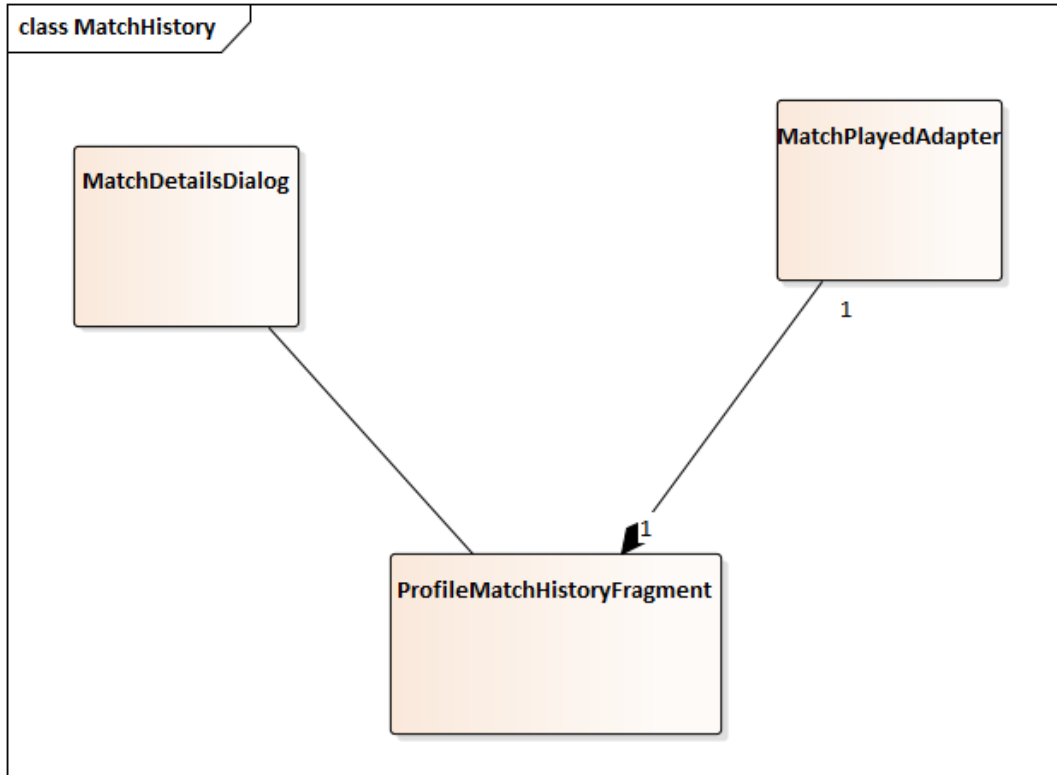 class MatchHistory
MatchPlayedAdapter
MatchDetailsDialog
1
1
ProfileMatchHistoryFragment